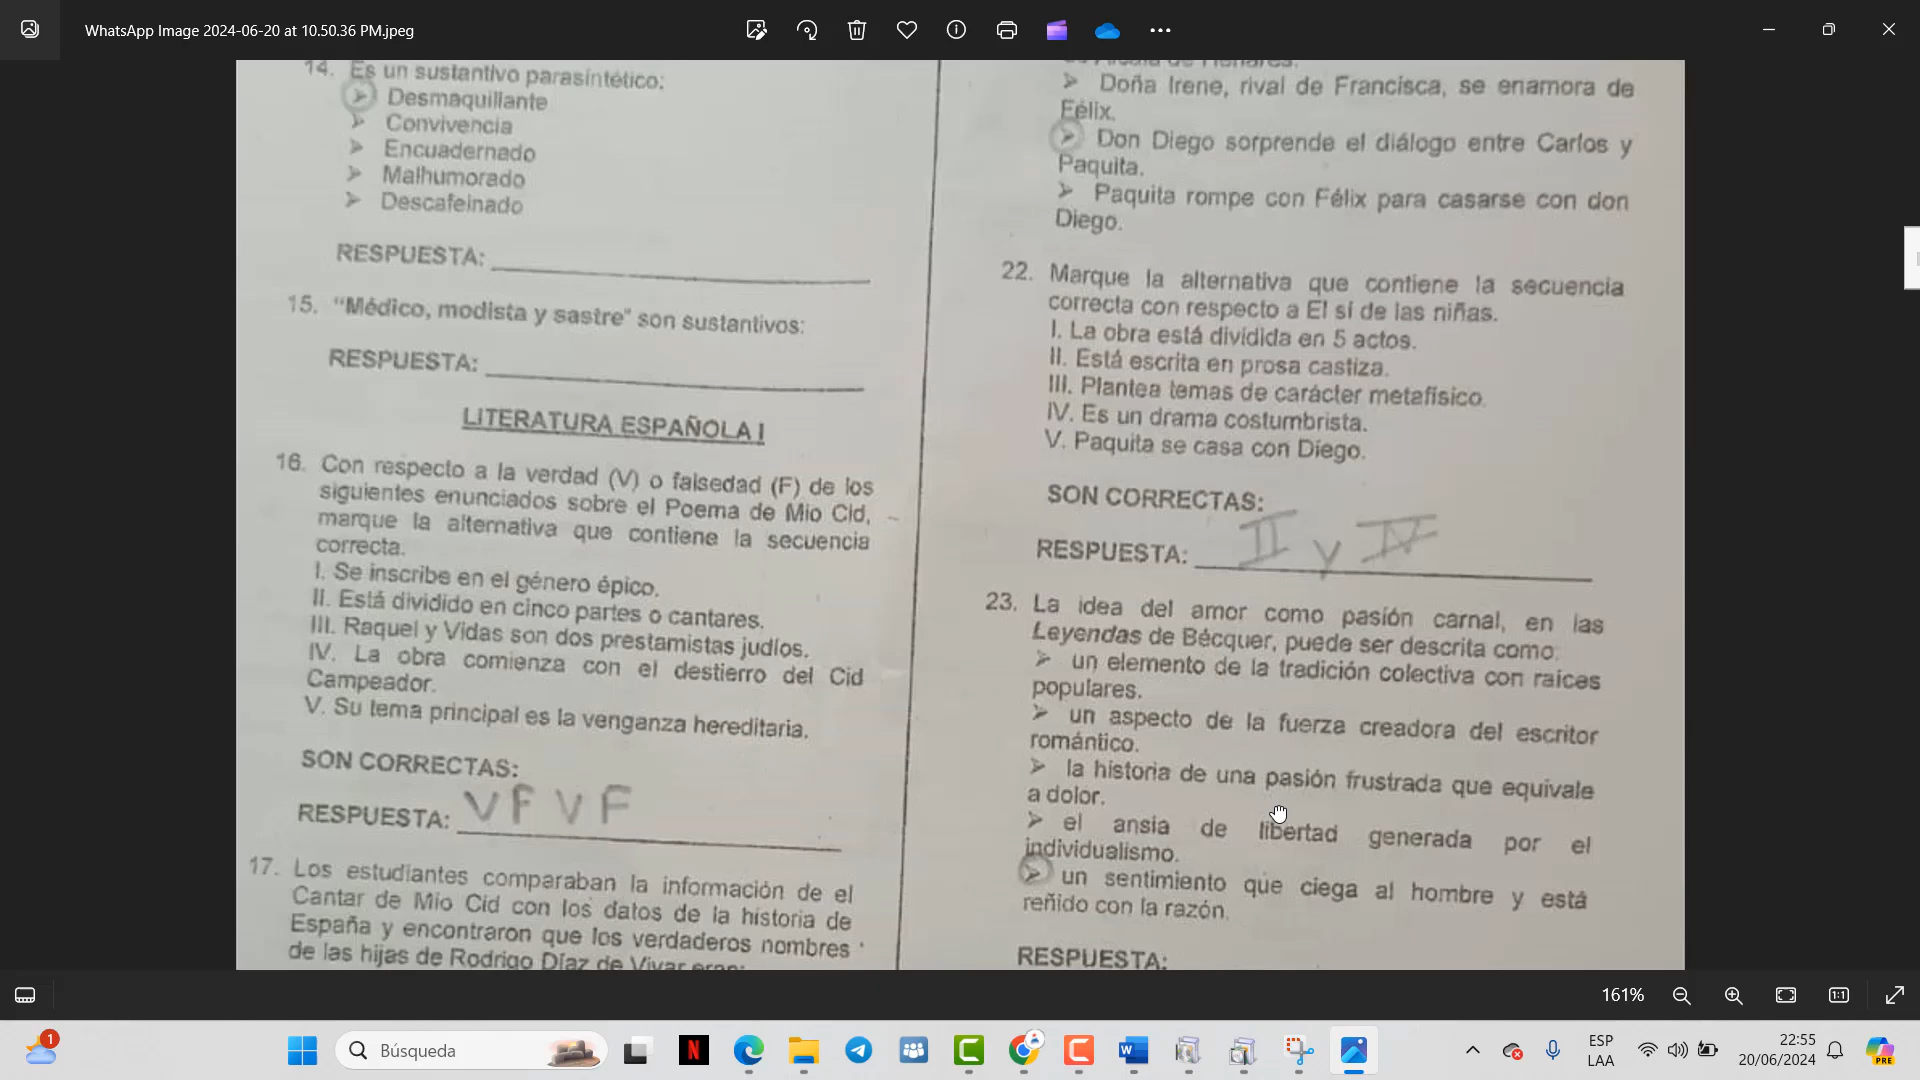 WhatsApp Image 2024-06-20 at 10.50.36 PM.jpeg
14. Es un sustantivo parasintético:
➢ Desmaquillante
➢ Convivencia
➢ Encuadernado
➢ Malhumorado
➢ Descafeinado
RESPUESTA:
15. "Médico, modista y sastre" son sustantivos:
RESPUESTA:
LITERATURA ESPAÑOLA I
16. Con respecto a la verdad (V) o falsedad (F) de los
siguientes enunciados sobre el Poema de Mio Cid,
marque la alternativa que contiene la secuencia
correcta.
I. Se inscribe en el género épico.
II. Está dividido en cinco partes o cantares.
III. Raquel y Vidas son dos prestamistas judíos.
IV. La obra comienza con el destierro del Cid
Campeador.
V. Su tema principal es la venganza hereditaria.
SON CORRECTAS:
RESPUESTA: V F V F
17. Los estudiantes comparaban la información de el
Cantar de Mio Cid con los datos de la historia de
España y encontraron que los verdaderos nombres
de las hijas de Rodrigo Díaz de Vivar eran:
de Alcalá de Henares.
➢ Doña Irene, rival de Francisca, se enamora de
Félix.
➢ Don Diego sorprende el diálogo entre Carlos y
Paquita.
➢ Paquita rompe con Félix para casarse con don
Diego.
22. Marque la alternativa que contiene la secuencia
correcta con respecto a El sí de las niñas.
I. La obra está dividida en 5 actos.
II. Está escrita en prosa castiza.
III. Plantea temas de carácter metafísico.
IV. Es un drama costumbrista.
V. Paquita se casa con Diego.
SON CORRECTAS:
RESPUESTA: II y IV
23. La idea del amor como pasión carnal, en las
Leyendas de Bécquer, puede ser descrita como:
➢ un elemento de la tradición colectiva con raíces
populares.
➢ un aspecto de la fuerza creadora del escritor
romántico.
➢ la historia de una pasión frustrada que equivale
a dolor.
➢ el ansia de libertad generada por el
individualismo.
➢ un sentimiento que ciega al hombre y está
reñido con la razón.
RESPUESTA:
161%
1:1
1
Búsqueda
N
C
C
W
ESP
LAA
22:55
20/06/2024
PRE